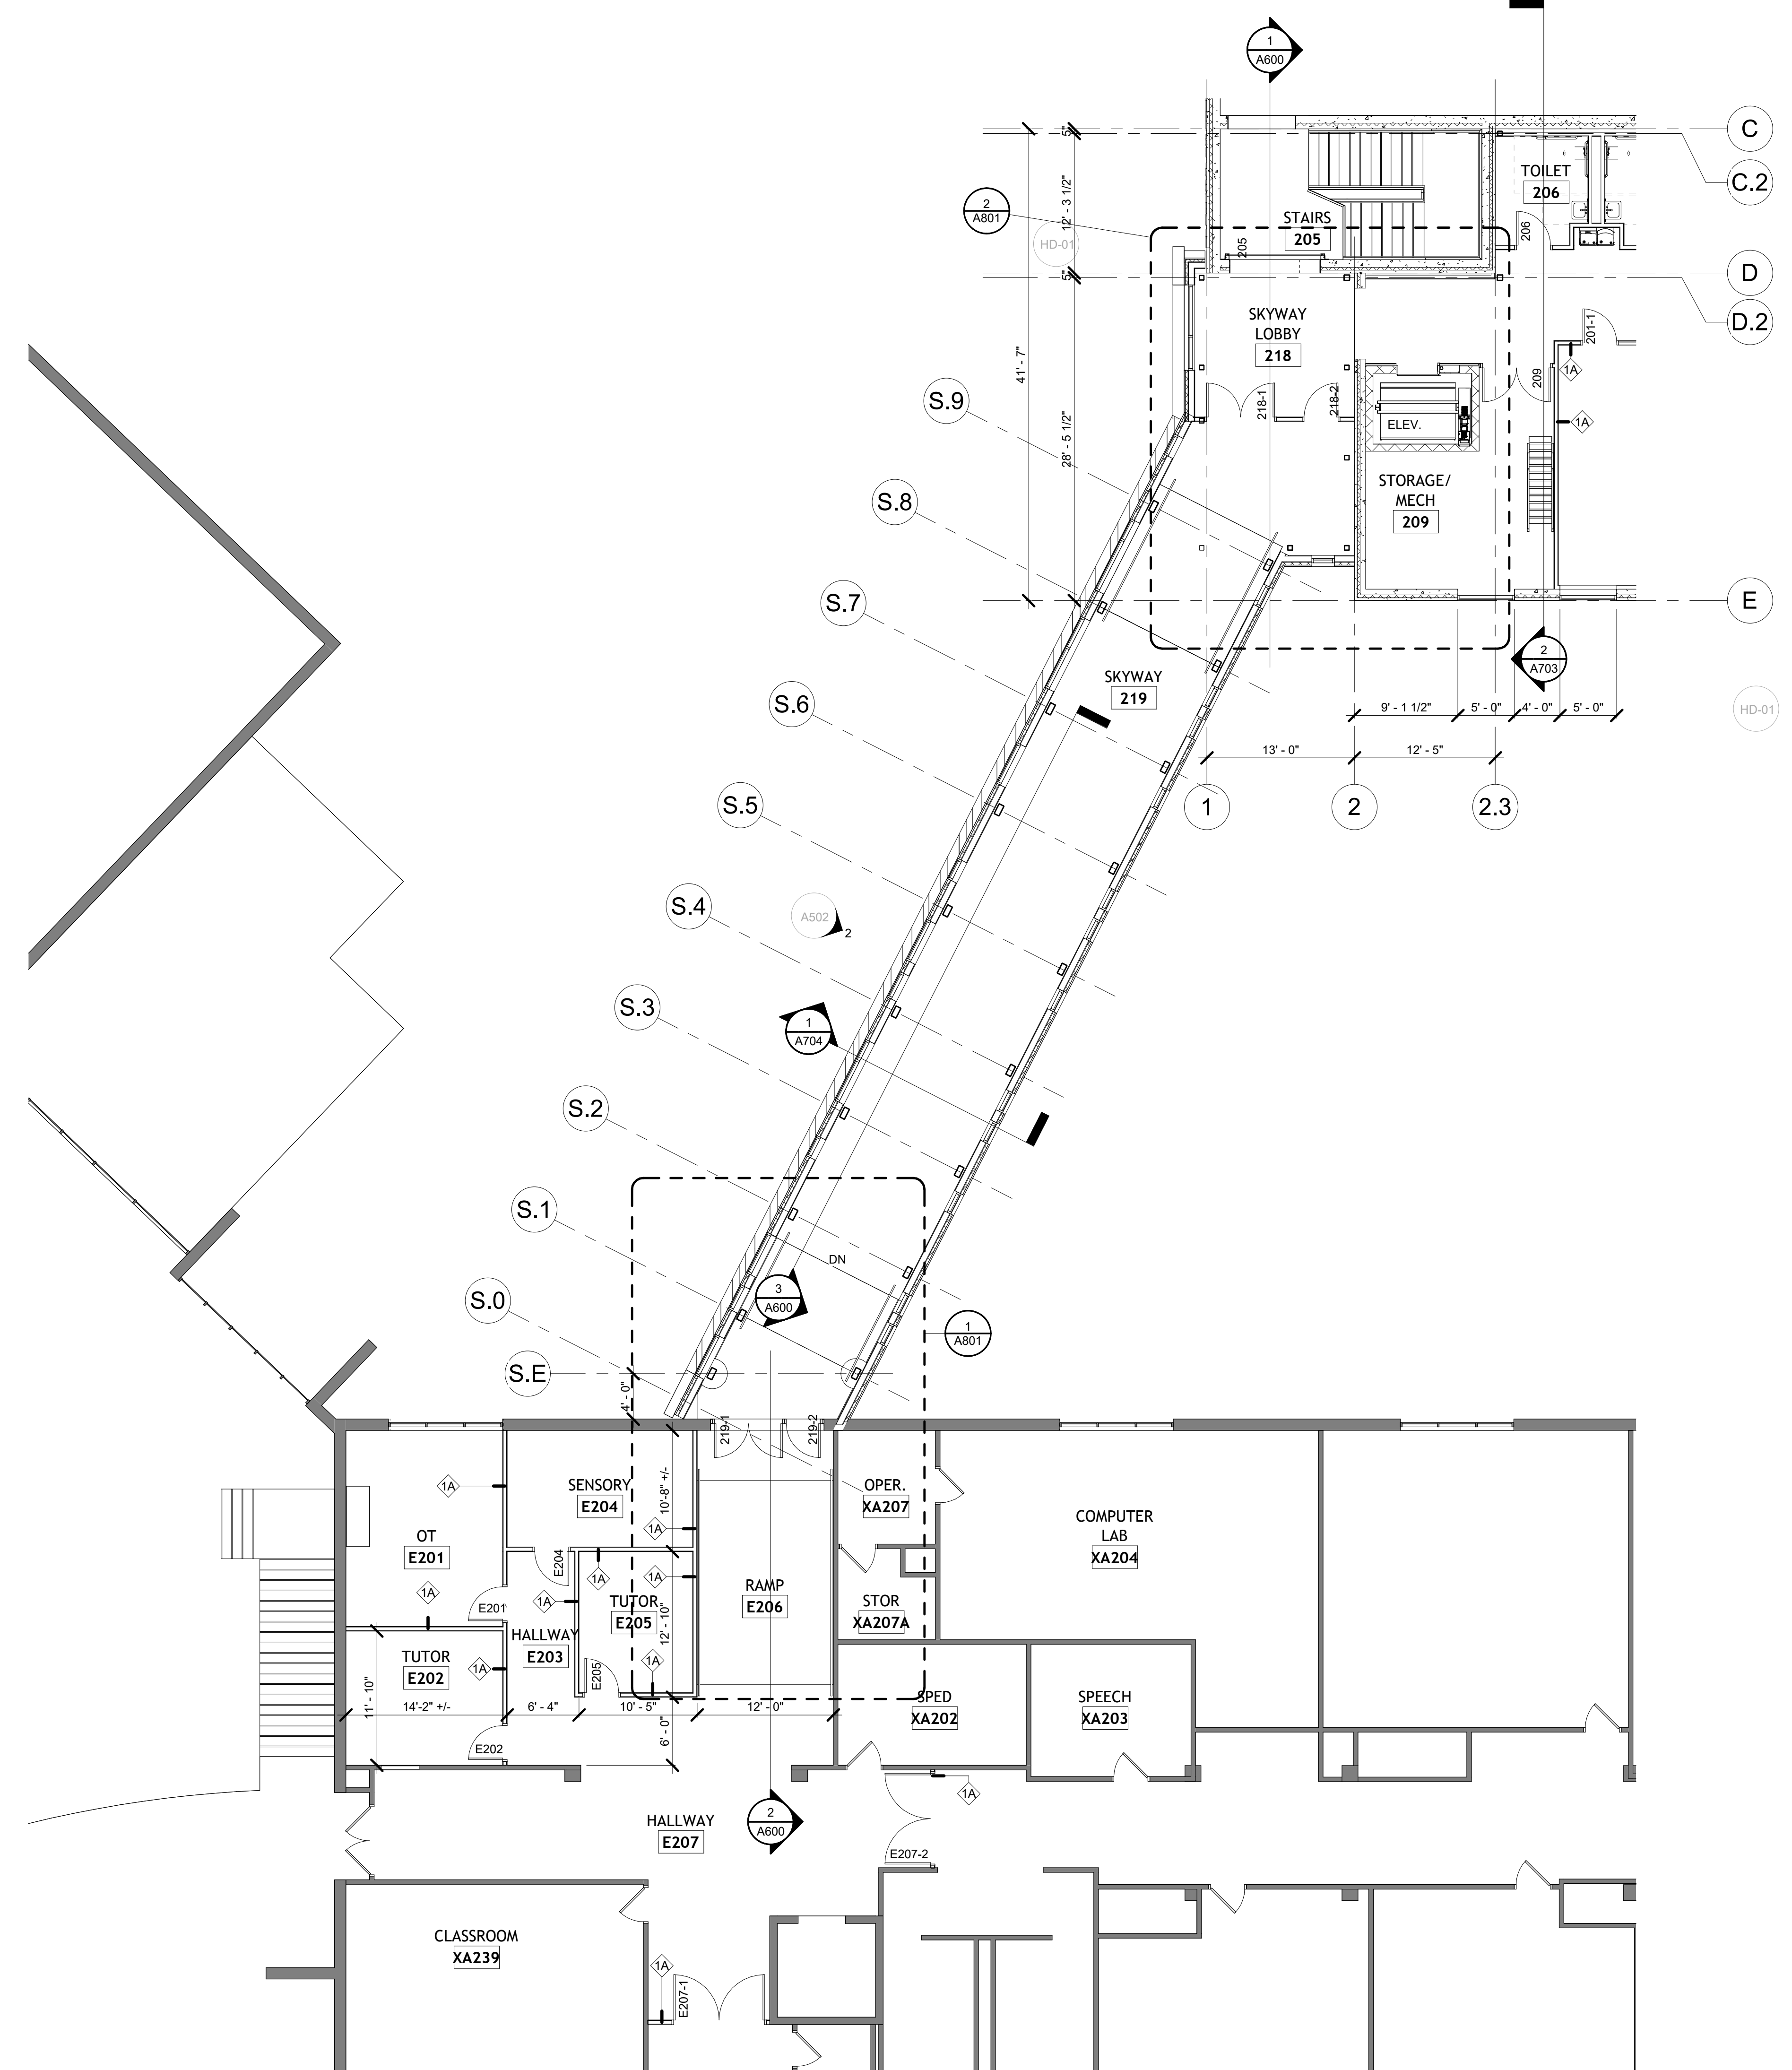 1
A600
C
5"
C.2
TOILET
206
12' - 3 1/2"
2
A801
HD-01
STAIRS
205
205
206
D
5"
D.2
SKYWAY
LOBBY
218
201-1
41' - 7"
1A
209
S.9
218-1
218-2
ELEV.
1A
28' - 5 1/2"
STORAGE/
MECH
209
S.8
S.7
E
2
A703
SKYWAY
219
S.6
9' - 1 1/2"
5' - 0"
4' - 0"
5' - 0"
HD-01
13' - 0"
12' - 5"
S.5
1
2
2.3
S.4
A502
2
S.3
1
A704
S.2
S.1
DN
S.0
3
A600
1
A801
S.E
4' - 0"
219-1
219-2
1A
SENSORY
E204
10'-8" +/-
OPER.
XA207
COMPUTER
LAB
XA204
OT
E201
1A
E204
1A
1A
1A
RAMP
E206
TUTOR
E205
STOR
XA207A
E201
1A
12' - 10"
HALLWAY
E203
TUTOR
E202
1A
E205
1A
11' - 10"
14'-2" +/-
6' - 4"
10' - 5"
12' - 0"
SPED
XA202
SPEECH
XA203
6' - 0"
E202
1A
HALLWAY
E207
2
A600
E207-2
CLASSROOM
XA239
1A
E207-1